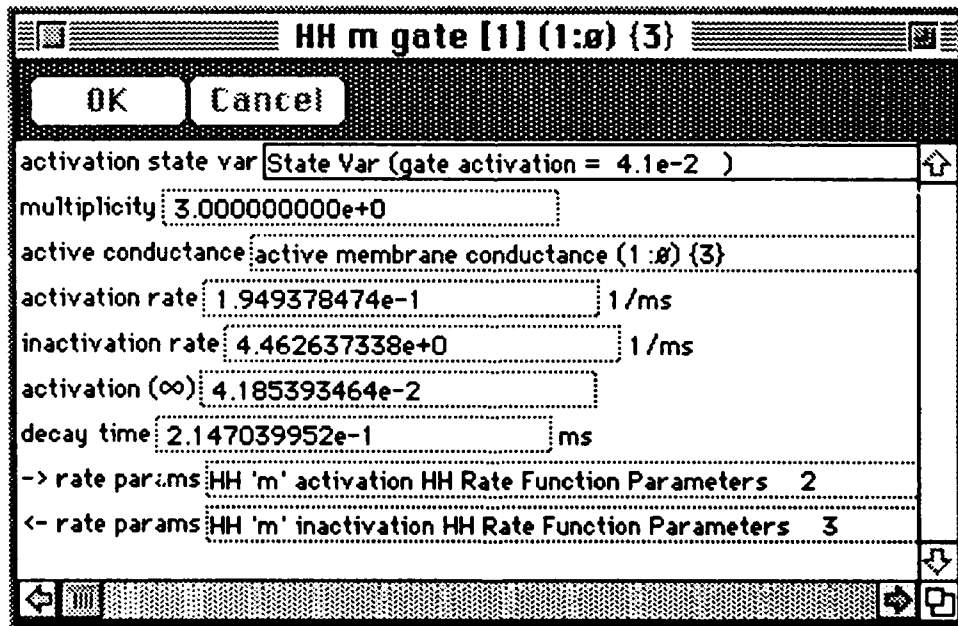 HH m gate [1] (1:ø) {3}
OK Cancel
activation state var State Var (gate activation = 4.1e-2 )
multiplicity 3.000000000e+0
active conductance active membrane conductance (1:ø) {3}
activation rate 1.949378474e-1 1/ms
inactivation rate 4.462637338e+0 1/ms
activation (∞) 4.185393464e-2
decay time 2.147039952e-1 ms
-> rate params HH 'm' activation HH Rate Function Parameters 2
<- rate params HH 'm' inactivation HH Rate Function Parameters 3